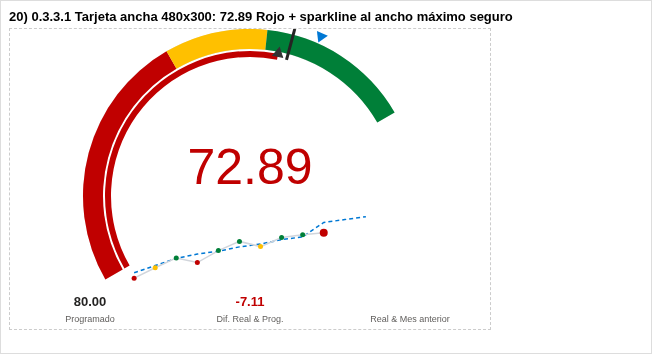 20) 0.3.3.1 Tarjeta ancha 480x300: 72.89 Rojo + sparkline al ancho máximo seguro
72.89
80.00
-7.11
Programado
Dif. Real & Prog.
Real & Mes anterior